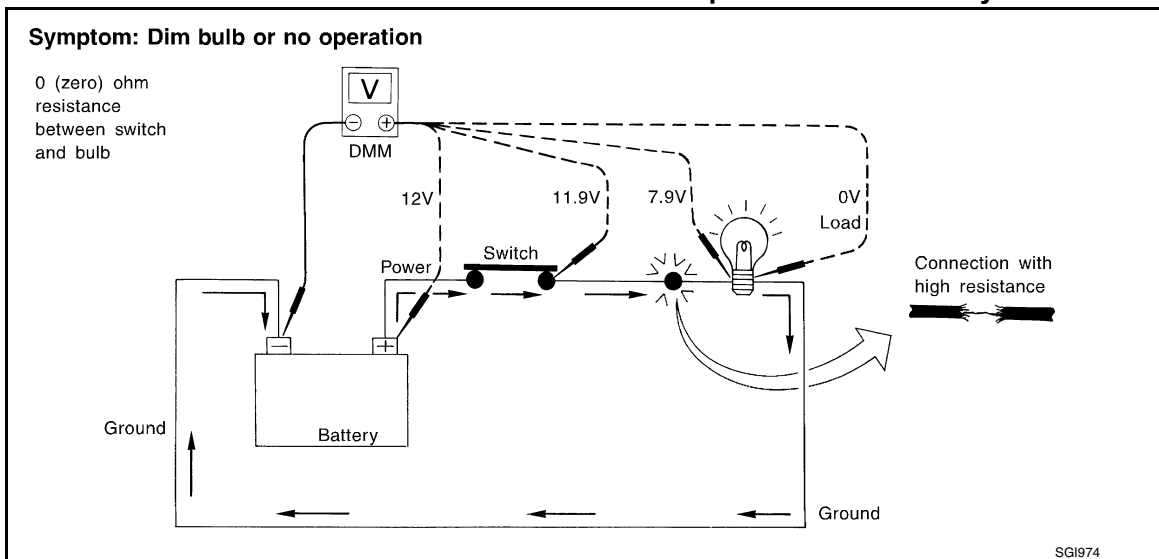 Symptom: Dim bulb or no operation
0 (zero) ohm
resistance
between switch
and bulb
V
− +
DMM
12V
11.9V
7.9V
0V
Load
Switch
Power
Connection with
high resistance
− +
Ground
Battery
Ground
SGI974